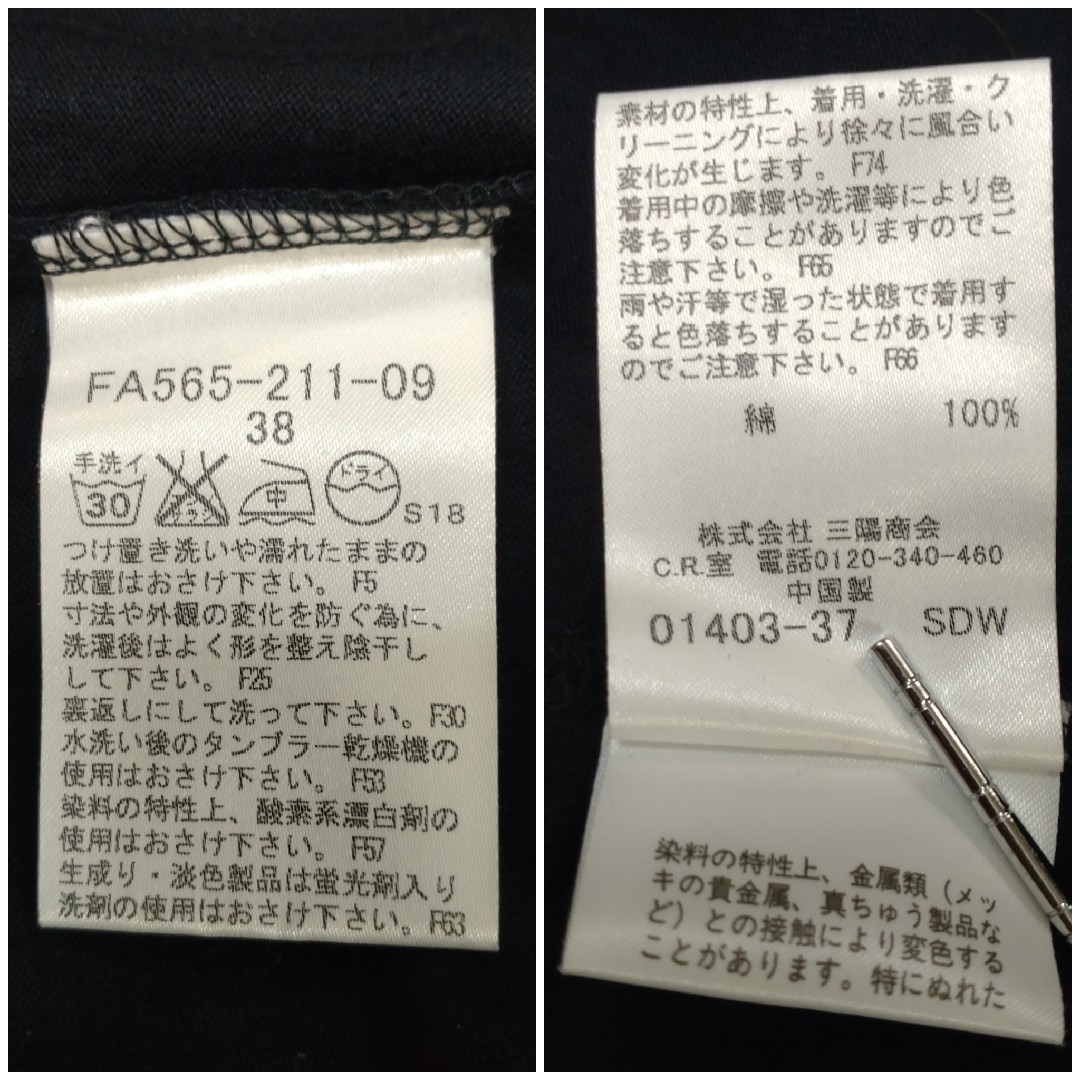 FA565-211-09
38
手洗イ
30
エンソ
サラシ
中
ドライ
S18
つけ置き洗いや濡れたままの
放置はおさけ下さい。 F5
寸法や外観の変化を防ぐ為に、
洗濯後はよく形を整え陰干し
して下さい。 F25
裏返しにして洗って下さい。F30
水洗い後のタンブラー乾燥機の
使用はおさけ下さい。 F53
染料の特性上、酸素系漂白剤の
使用はおさけ下さい。 F57
生成り・淡色製品は蛍光剤入り
洗剤の使用はおさけ下さい。F63
素材の特性上、着用・洗濯・ク
リーニングにより徐々に風合い
変化が生じます。 F74
着用中の摩擦や洗濯等により色
落ちすることがありますのでご
注意下さい。 F65
雨や汗等で湿った状態で着用す
ると色落ちすることがあります
のでご注意下さい。 F66
綿 100%
株式会社 三陽商会
C.R.室 電話0120-340-460
中国製
01403-37 SDW
染料の特性上、金属類（メッ
キの貴金属、真ちゅう製品な
ど）との接触により変色する
ことがあります。特にぬれた